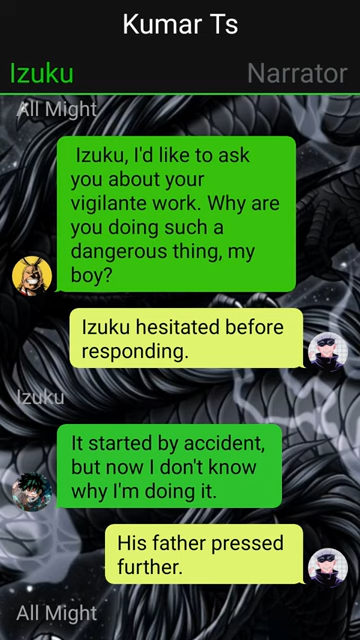 Kumar Ts
Izuku
Narrator
All Might
Izuku, I'd like to ask
you about your
vigilante work. Why are
you doing such a
dangerous thing, my
boy?
Izuku hesitated before
responding.
Izuku
It started by accident,
but now I don't know
why I'm doing it.
His father pressed
further.
All Might